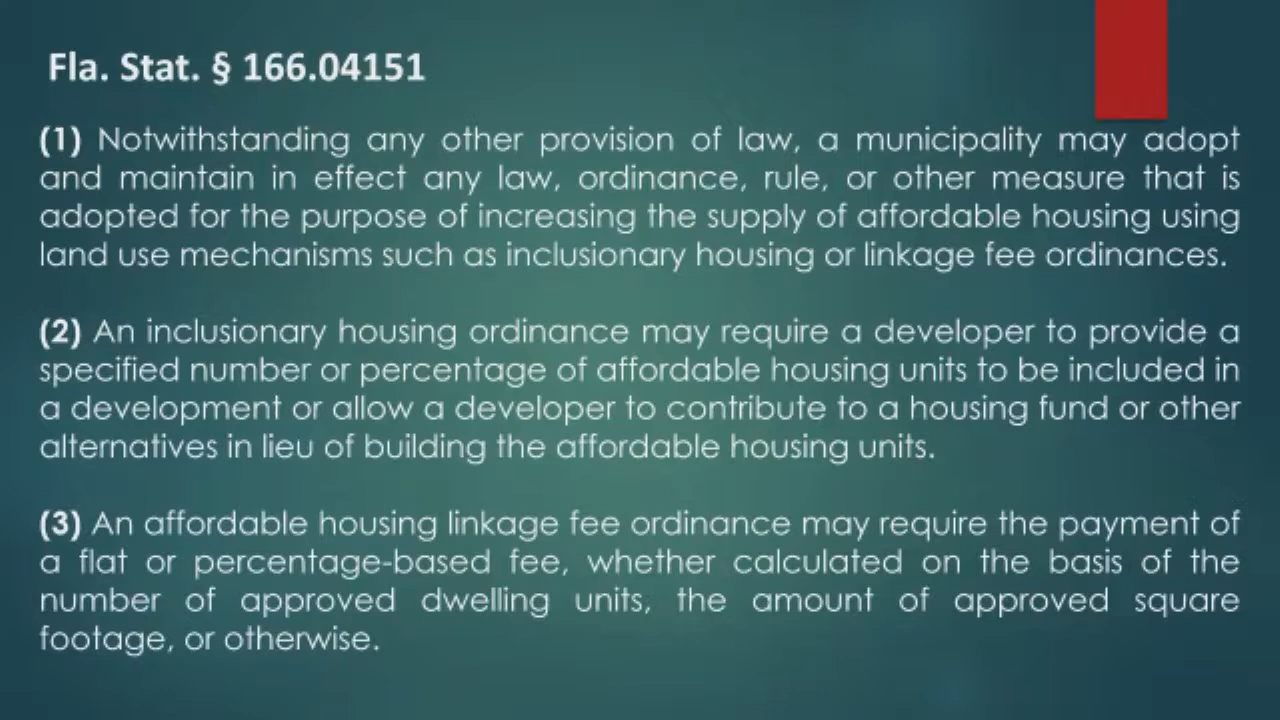 Fla. Stat. § 166.04151
(1) Notwithstanding any other provision of law, a municipality may adopt
and maintain in effect any law, ordinance, rule, or other measure that is
adopted for the purpose of increasing the supply of affordable housing using
land use mechanisms such as inclusionary housing or linkage fee ordinances.
(2) An inclusionary housing ordinance may require a developer to provide a
specified number or percentage of affordable housing units to be included in
a development or allow a developer to contribute to a housing fund or other
alternatives in lieu of building the affordable housing units.
(3) An affordable housing linkage fee ordinance may require the payment of
a flat or percentage-based fee, whether calculated on the basis of the
number of approved dwelling units, the amount of approved square
footage, or otherwise.